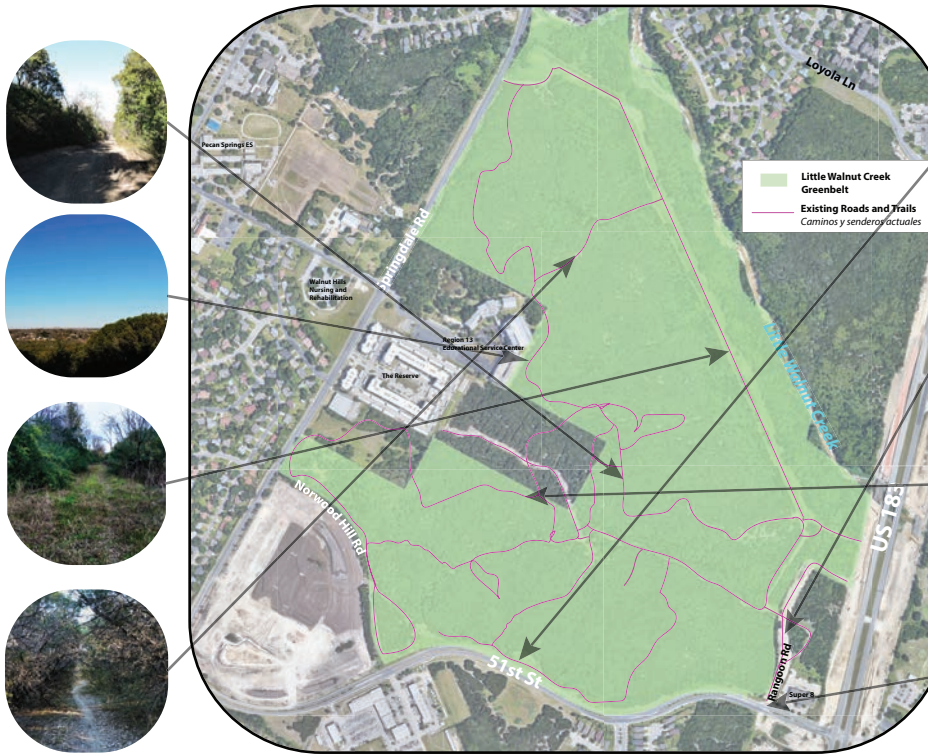 Loyola Ln
Pecan Springs ES
Little Walnut Creek
Greenbelt
Existing Roads and Trails
Caminos y senderos actuales
Springdale Rd
Walnut Hills
Nursing and
Rehabilitation
Region 13
Educational Service Center
The Reserve
Little Walnut Creek
Norwood Hill Rd
US 183
51st St
Rangoon Rd
Super 8